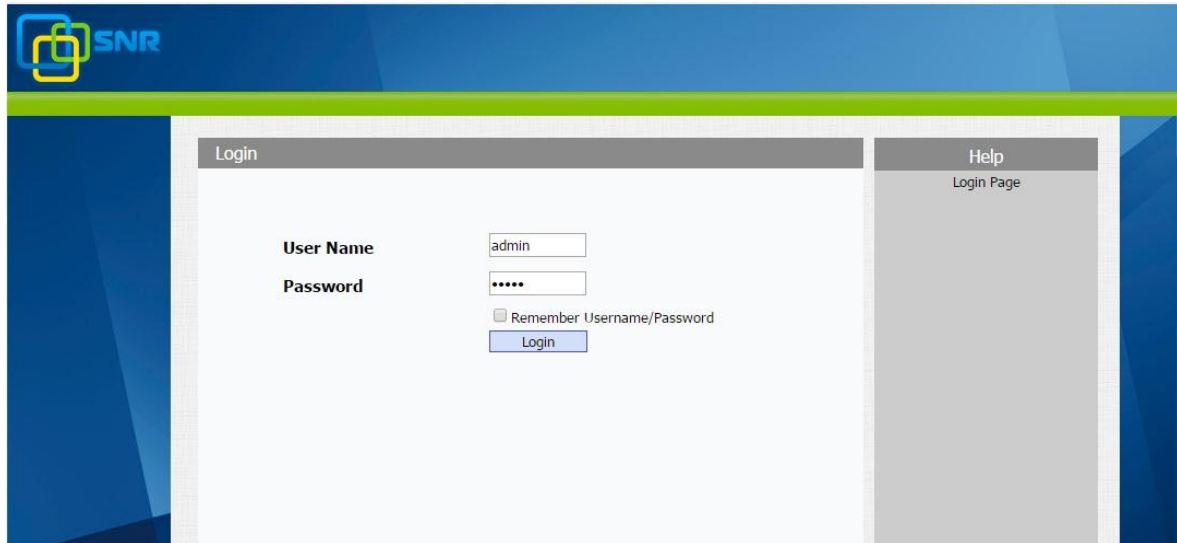 SNR
Login
Help
Login Page
User Name
admin
Password
•••••
Remember Username/Password
Login